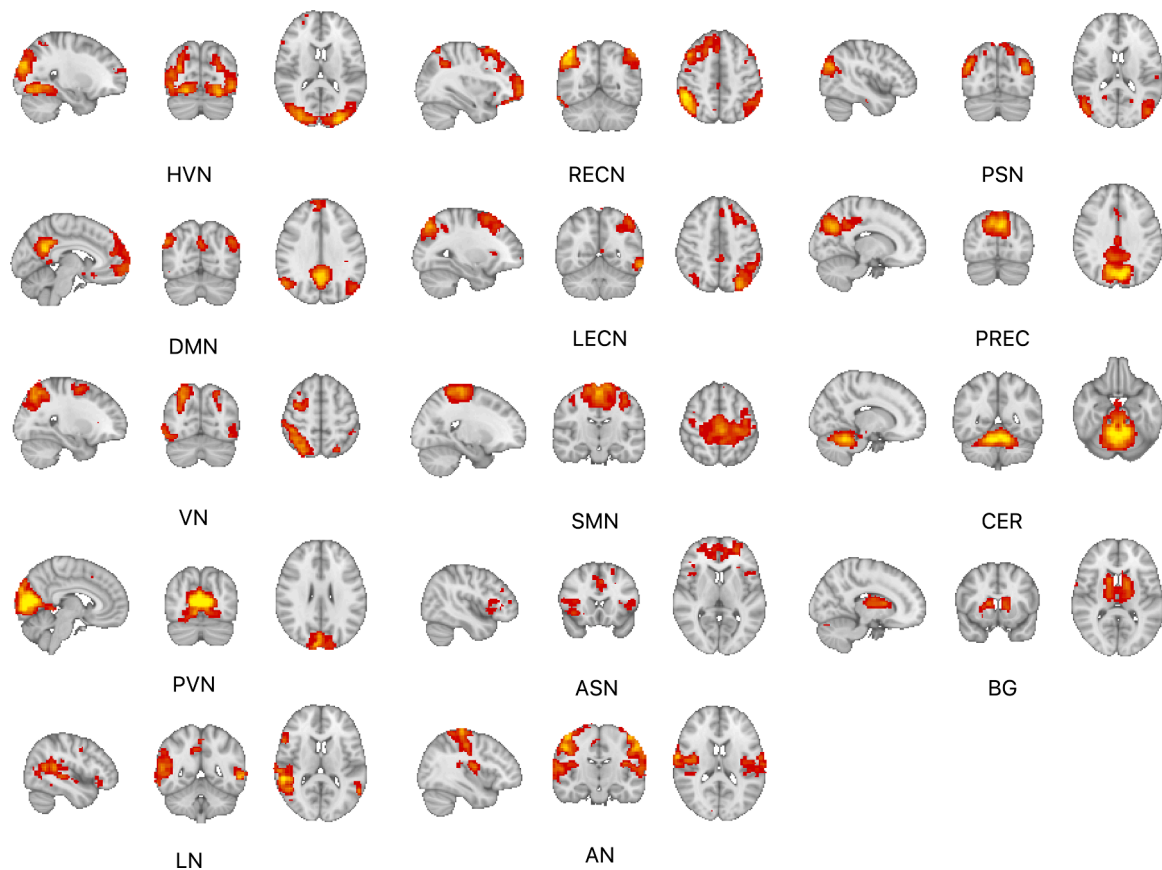 HVN
RECN
PSN
DMN
LECN
PREC
VN
SMN
CER
PVN
ASN
BG
LN
AN